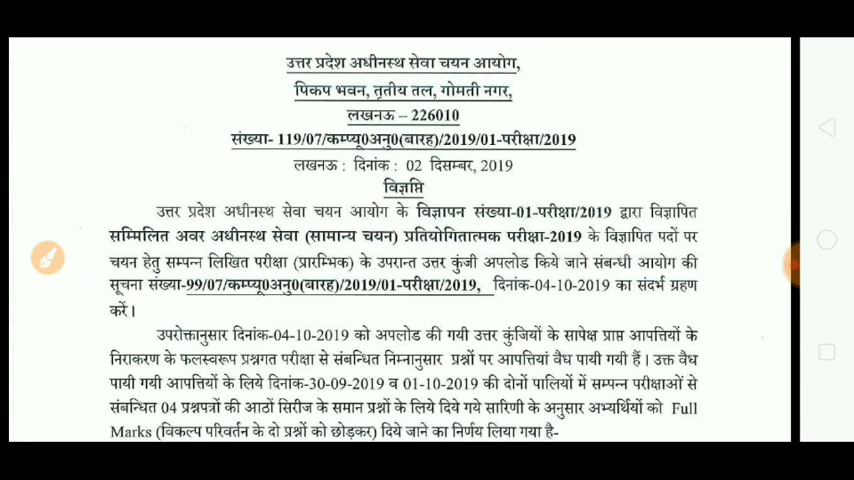 उत्तर प्रदेश अधीनस्थ सेवा चयन आयोग,
पिकप भवन, तृतीय तल, गोमती नगर,
लखनऊ – 226010
संख्या- 119/07/कम्प्यू0अनु0(बारह)/2019/01-परीक्षा/2019
लखनऊ : दिनांक : 02 दिसम्बर, 2019
विज्ञप्ति
उत्तर प्रदेश अधीनस्थ सेवा चयन आयोग के विज्ञापन संख्या-01-परीक्षा/2019 द्वारा विज्ञापित
सम्मिलित अवर अधीनस्थ सेवा (सामान्य चयन) प्रतियोगितात्मक परीक्षा-2019 के विज्ञापित पदों पर
चयन हेतु सम्पन्न लिखित परीक्षा (प्रारम्भिक) के उपरान्त उत्तर कुंजी अपलोड किये जाने संबन्धी आयोग की
सूचना संख्या-99/07/कम्प्यू0अनु0(बारह)/2019/01-परीक्षा/2019, दिनांक-04-10-2019 का संदर्भ ग्रहण
करें।
उपरोक्तानुसार दिनांक-04-10-2019 को अपलोड की गयी उत्तर कुंजियों के सापेक्ष प्राप्त आपत्तियों के
निराकरण के फलस्वरूप प्रश्नगत परीक्षा से संबन्धित निम्नानुसार प्रश्नों पर आपत्तियां वैध पायी गयी हैं। उक्त वैध
पायी गयी आपत्तियों के लिये दिनांक-30-09-2019 व 01-10-2019 की दोनों पालियों में सम्पन्न परीक्षाओं से
संबन्धित 04 प्रश्नपत्रों की आठों सिरीज के समान प्रश्नों के लिये दिये गये सारिणी के अनुसार अभ्यर्थियों को Full
Marks (विकल्प परिवर्तन के दो प्रश्नों को छोड़कर) दिये जाने का निर्णय लिया गया है-